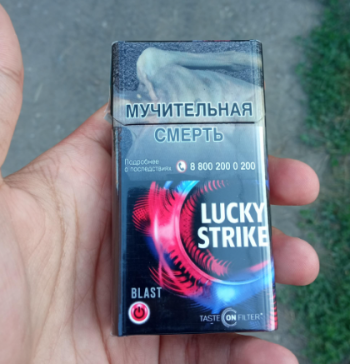 МУЧИТЕЛЬНАЯ
СМЕРТЬ
Подробнее
о последствиях 8 800 200 0 200
LUCKY
STRIKE
BLAST
TASTE ON FILTER